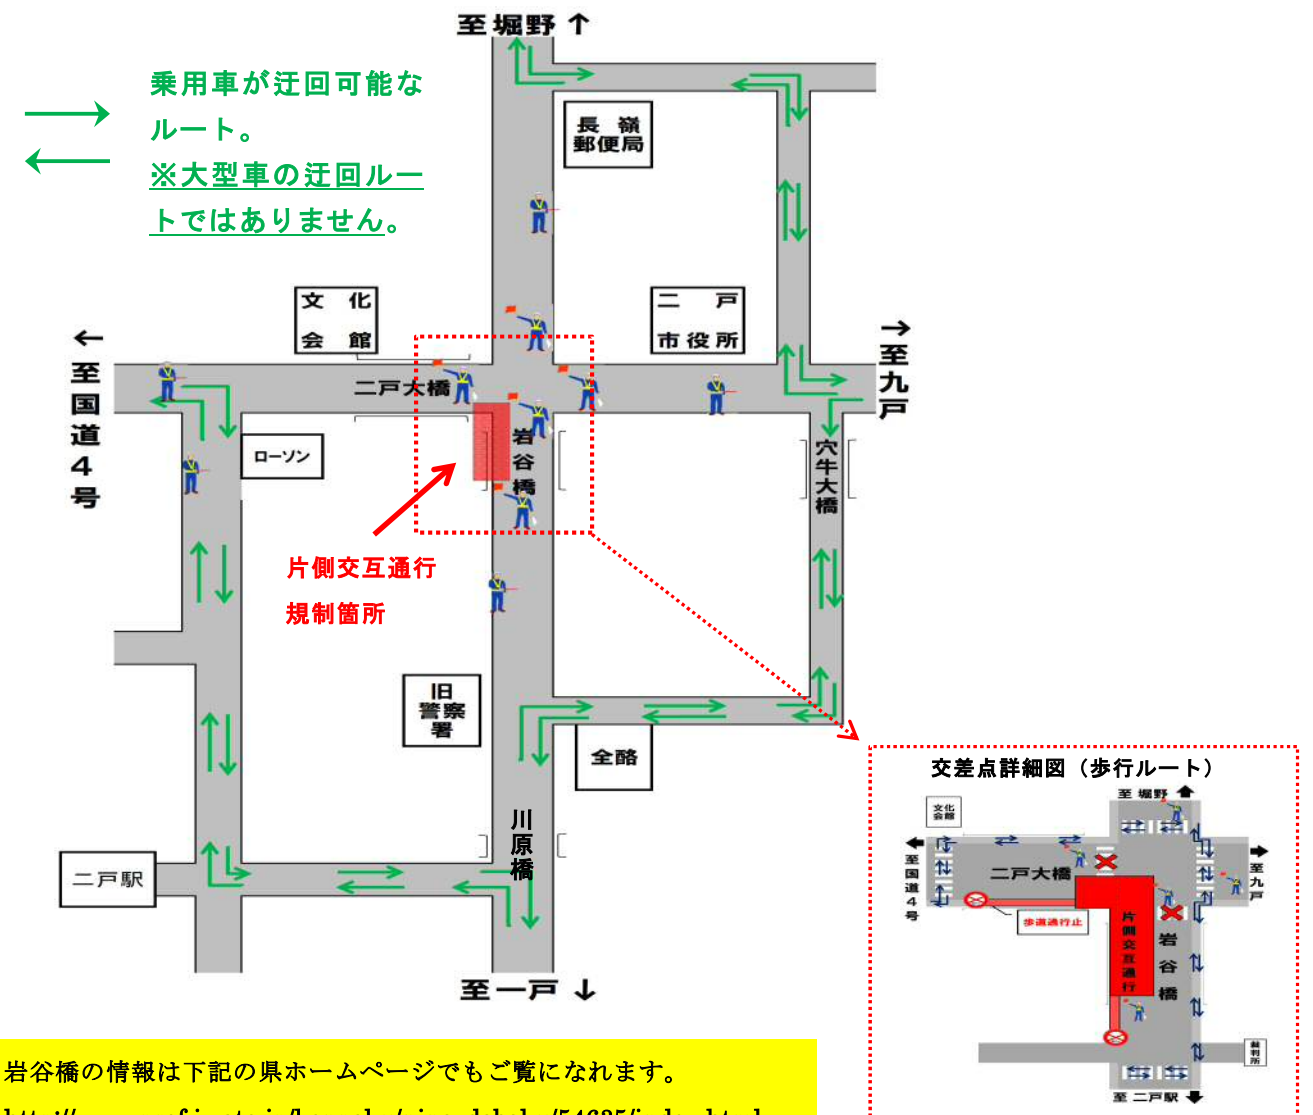 至 堀 野 ↑
乗用車が迂回可能な
ルート。
※大型車の迂回ルー
トではありません。
長 嶺
郵便局
文 化
会 館
二 戸
市役所
←
至
国
道
4
号
→
至
九
戸
二戸大橋
ローソン
岩
谷
橋
穴
牛
大
橋
片側交互通行
規制箇所
旧
警察
署
全酪
川
原
橋
二戸駅
至 一戸 ↓
交差点詳細図（歩行ルート）
至 堀野
文化
会館
至
国
道
4
号
二戸大橋
至
九
戸
歩道通行止
片
側
交
互
通
行
岩
谷
橋
裁
判
所
至 二戸駅
岩谷橋の情報は下記の県ホームページでもご覧になれます。